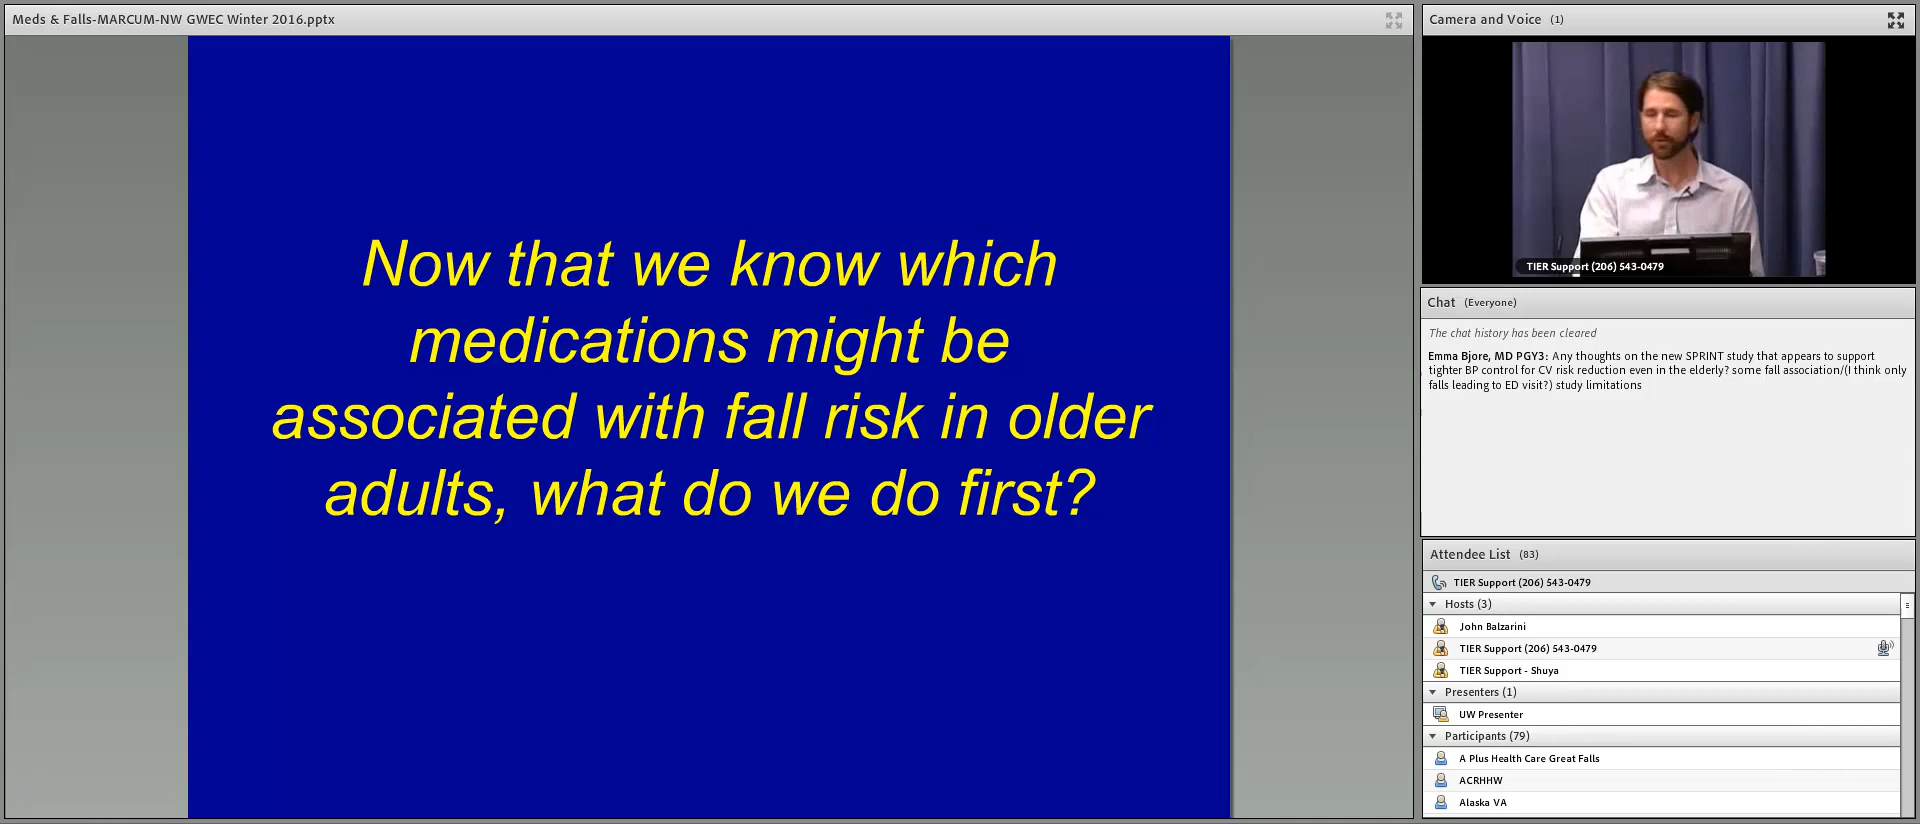 Meds & Falls-MARCUM-NW GWEC Winter 2016.pptx
Now that we know which
medications might be
associated with fall risk in older
adults, what do we do first?
Camera and Voice (1)
TIER Support (206) 543-0479
Chat (Everyone)
The chat history has been cleared
Emma Bjore, MD PGY3: Any thoughts on the new SPRINT study that appears to support
tighter BP control for CV risk reduction even in the elderly? some fall association/(I think only
falls leading to ED visit?) study limitations
Attendee List (83)
TIER Support (206) 543-0479
Hosts (3)
John Balzarini
TIER Support (206) 543-0479
TIER Support - Shuya
Presenters (1)
UW Presenter
Participants (79)
A Plus Health Care Great Falls
ACRHHW
Alaska VA